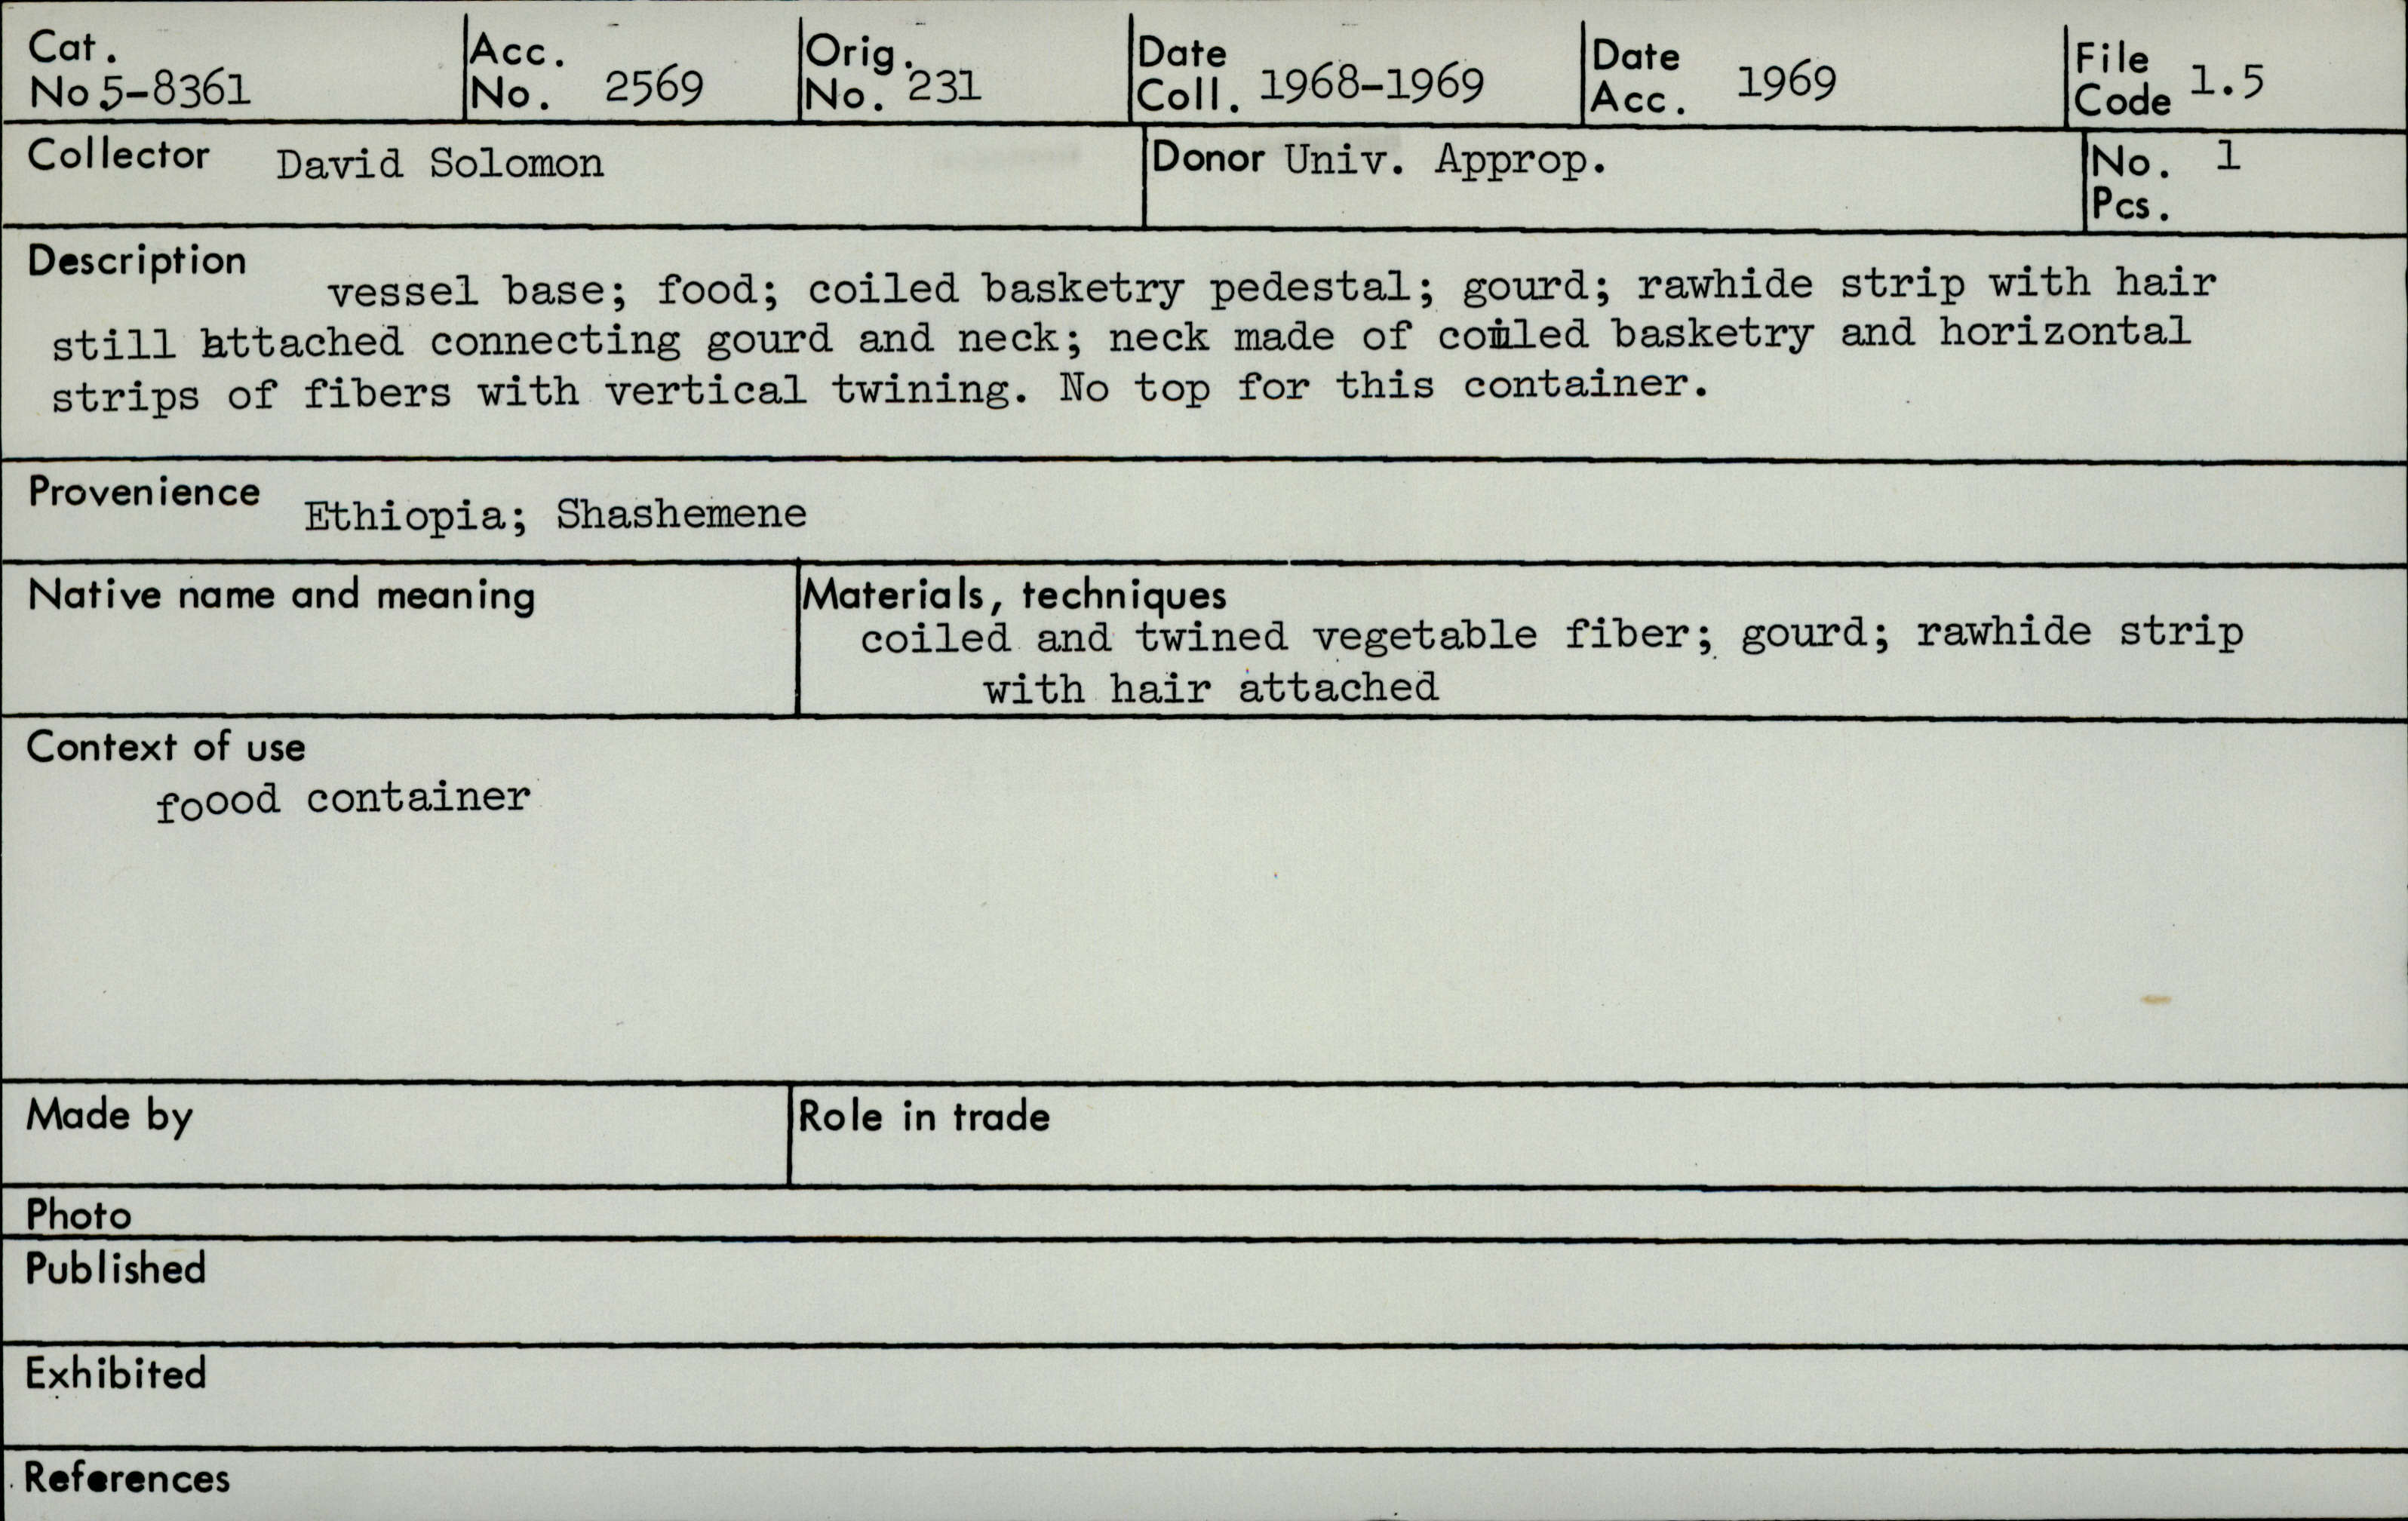 Cat. No 5-8361
Acc. No. 2569
Orig. No. 231
Date Coll. 1968-1969
Date Acc. 1969
File Code 1.5
Collector David Solomon
Donor Univ. Approp.
No. Pcs. 1
Description
vessel base; food; coiled basketry pedestal; gourd; rawhide strip with hair
still attached connecting gourd and neck; neck made of coiled basketry and horizontal
strips of fibers with vertical twining. No top for this container.
Provenience Ethiopia; Shashemene
Native name and meaning
Materials, techniques
coiled and twined vegetable fiber; gourd; rawhide strip
with hair attached
Context of use
foood container
Made by
Role in trade
Photo
Published
Exhibited
References